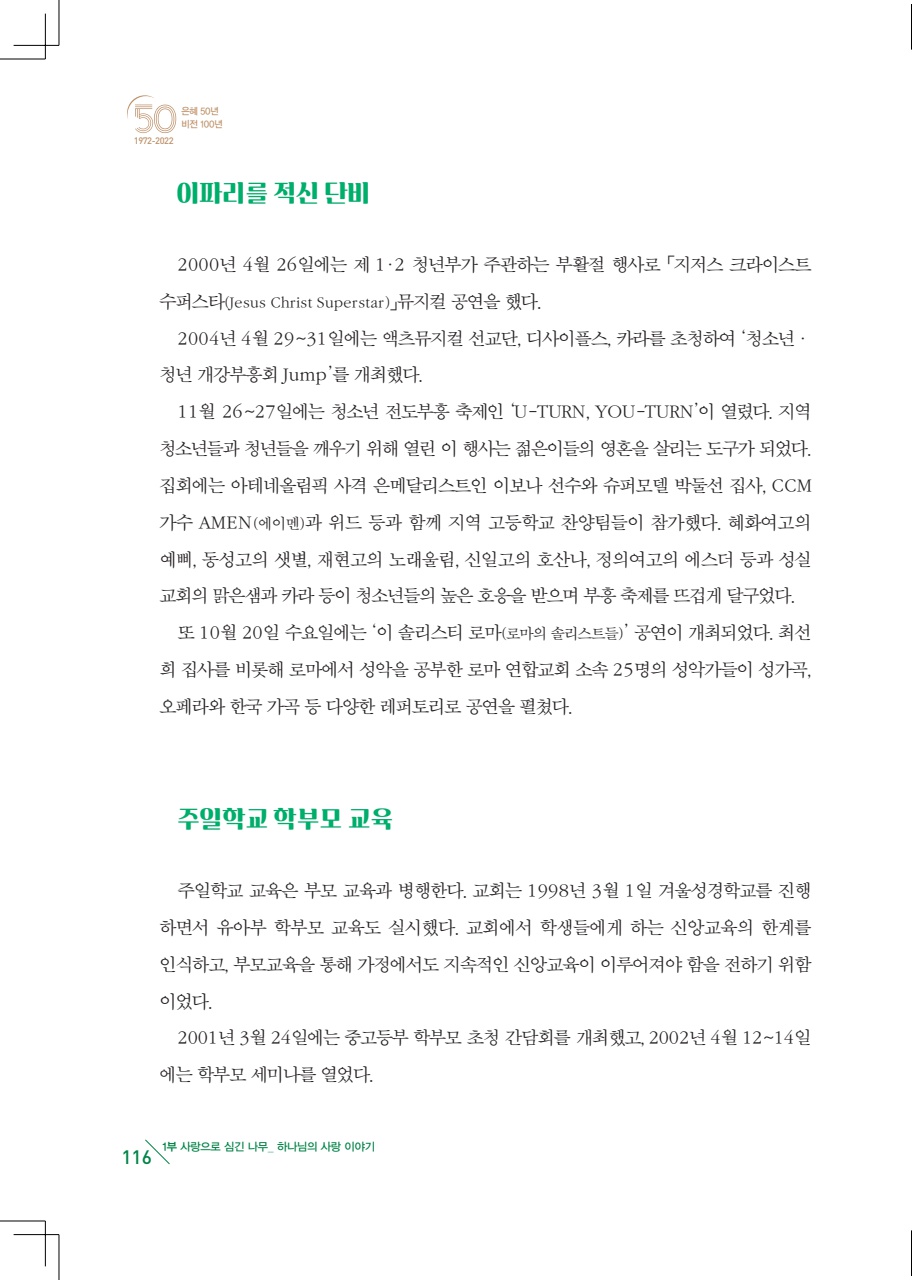 50
은혜 50년
비전 100년
1972-2022
이파리를 적신 단비
2000년 4월 26일에는 제 1·2 청년부가 주관하는 부활절 행사로 「지저스 크라이스트
수퍼스타(Jesus Christ Superstar)」뮤지컬 공연을 했다.
2004년 4월 29~31일에는 액츠뮤지컬 선교단, 디사이플스, 카라를 초청하여 ‘청소년·
청년 개강부흥회 Jump’를 개최했다.
11월 26~27일에는 청소년 전도부흥 축제인 ‘U-TURN, YOU-TURN’이 열렸다. 지역
청소년들과 청년들을 깨우기 위해 열린 이 행사는 젊은이들의 영혼을 살리는 도구가 되었다.
집회에는 아테네올림픽 사격 은메달리스트인 이보나 선수와 슈퍼모델 박둘선 집사, CCM
가수 AMEN(에이멘)과 위드 등과 함께 지역 고등학교 찬양팀들이 참가했다. 혜화여고의
예삐, 동성고의 샛별, 재현고의 노래울림, 신일고의 호산나, 정의여고의 에스더 등과 성실
교회의 맑은샘과 카라 등이 청소년들의 높은 호응을 받으며 부흥 축제를 뜨겁게 달구었다.
또 10월 20일 수요일에는 ‘이 솔리스티 로마(로마의 솔리스트들)’ 공연이 개최되었다. 최선
희 집사를 비롯해 로마에서 성악을 공부한 로마 연합교회 소속 25명의 성악가들이 성가곡,
오페라와 한국 가곡 등 다양한 레퍼토리로 공연을 펼쳤다.
주일학교 학부모 교육
주일학교 교육은 부모 교육과 병행한다. 교회는 1998년 3월 1일 겨울성경학교를 진행
하면서 유아부 학부모 교육도 실시했다. 교회에서 학생들에게 하는 신앙교육의 한계를
인식하고, 부모교육을 통해 가정에서도 지속적인 신앙교육이 이루어져야 함을 전하기 위함
이었다.
2001년 3월 24일에는 중고등부 학부모 초청 간담회를 개최했고, 2002년 4월 12~14일
에는 학부모 세미나를 열었다.
116 1부 사랑으로 심긴 나무_ 하나님의 사랑 이야기